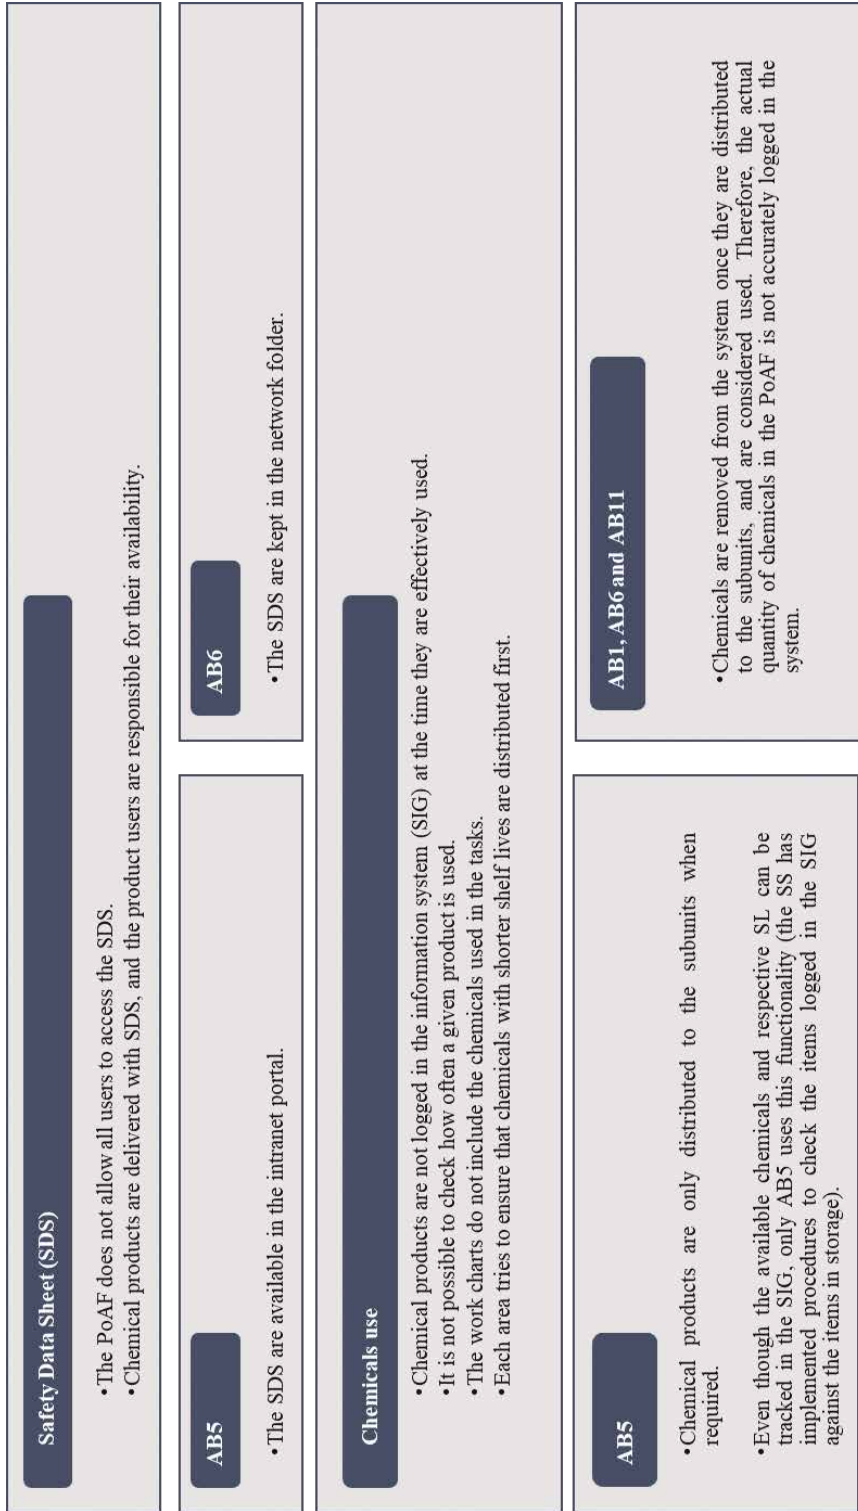 Safety Data Sheet (SDS)
•The PoAF does not allow all users to access the SDS.
•Chemical products are delivered with SDS, and the product users are responsible for their availability.
AB5
•The SDS are available in the intranet portal.
AB6
•The SDS are kept in the network folder.
Chemicals use
•Chemical products are not logged in the information system (SIG) at the time they are effectively used.
•It is not possible to check how often a given product is used.
•The work charts do not include the chemicals used in the tasks.
•Each area tries to ensure that chemicals with shorter shelf lives are distributed first.
AB5
•Chemical products are only distributed to the subunits when
required.
•Even though the available chemicals and respective SL can be
tracked in the SIG, only AB5 uses this functionality (the SS has
implemented procedures to check the items logged in the SIG
against the items in storage).
AB1, AB6 and AB11
•Chemicals are removed from the system once they are distributed
to the subunits, and are considered used. Therefore, the actual
quantity of chemicals in the PoAF is not accurately logged in the
system.